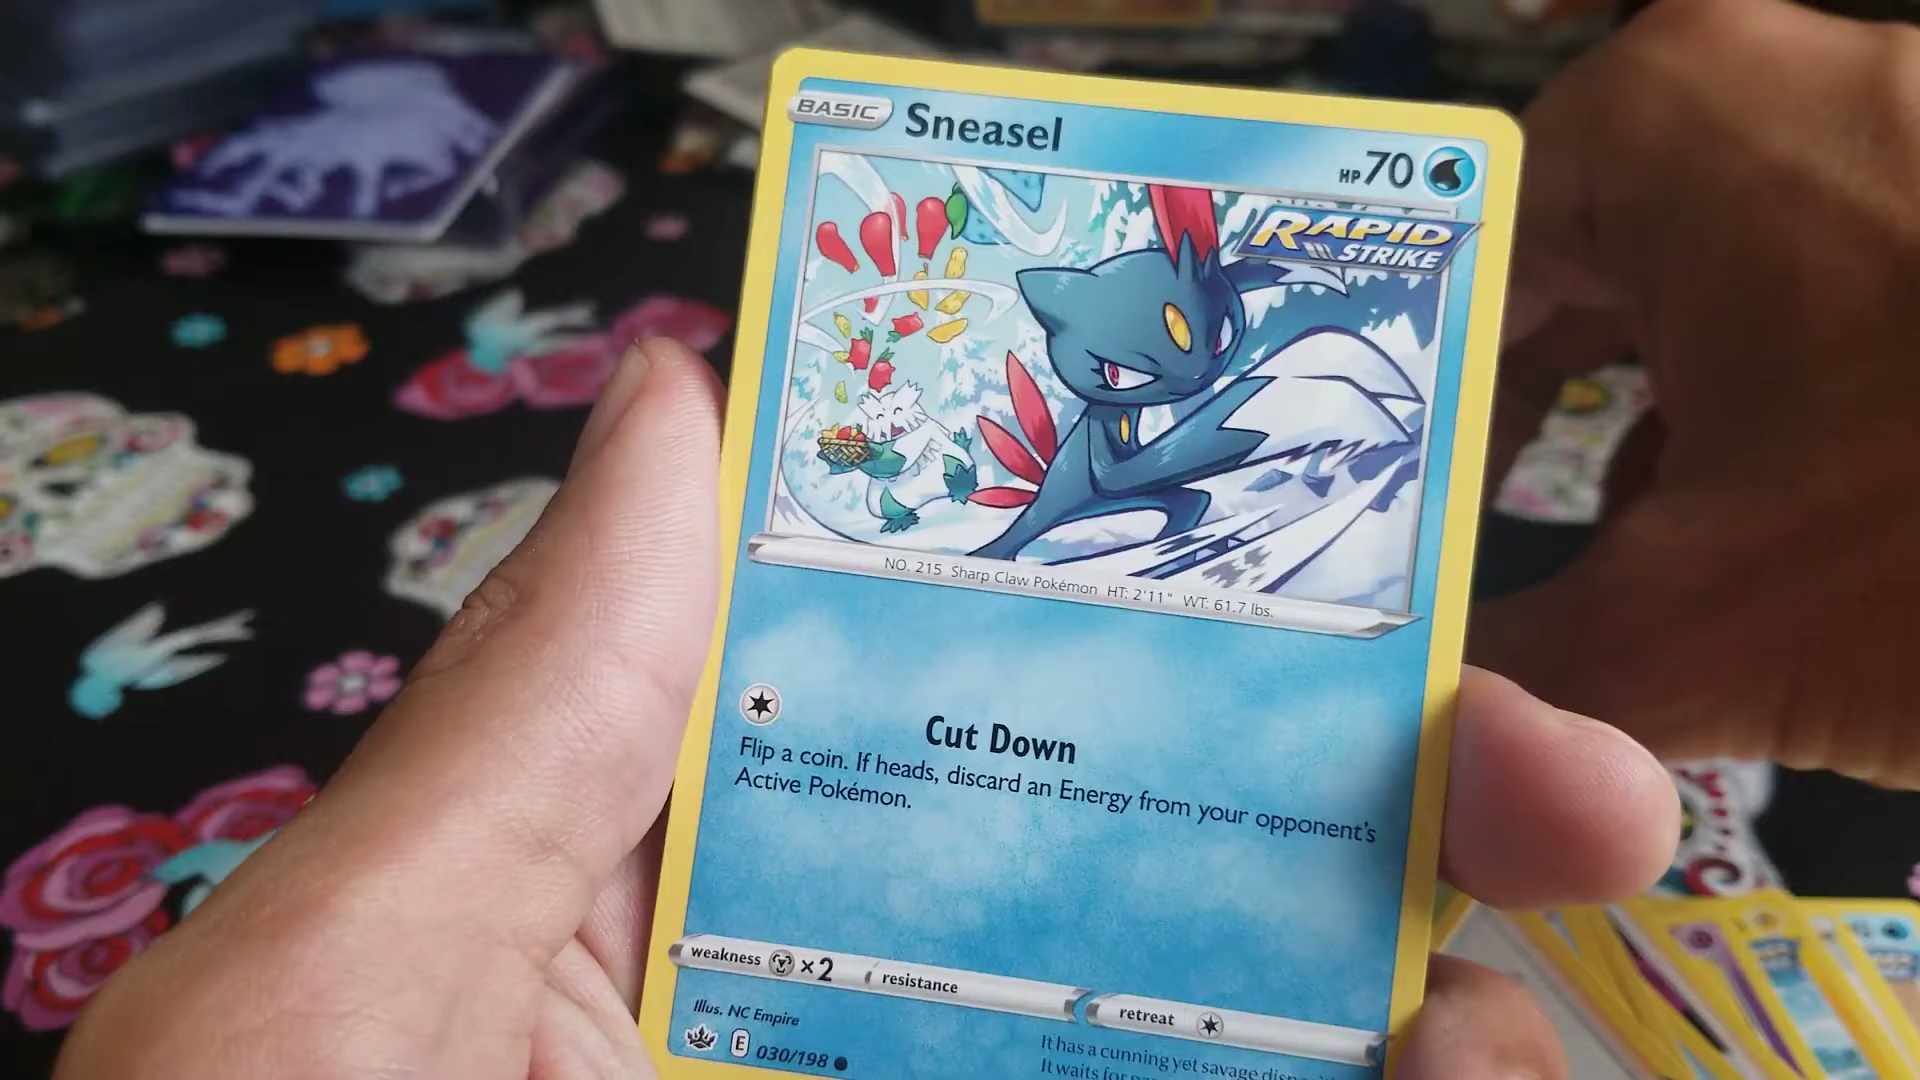 BASIC Sneasel HP 70
RAPID
STRIKE
NO. 215 Sharp Claw Pokémon HT: 2'11" WT: 61.7 lbs.
Cut Down
Flip a coin. If heads, discard an Energy from your opponent's
Active Pokémon.
weakness ×2 resistance retreat
Illus. NC Empire
E 030/198
It has a cunning yet savage
It waits for